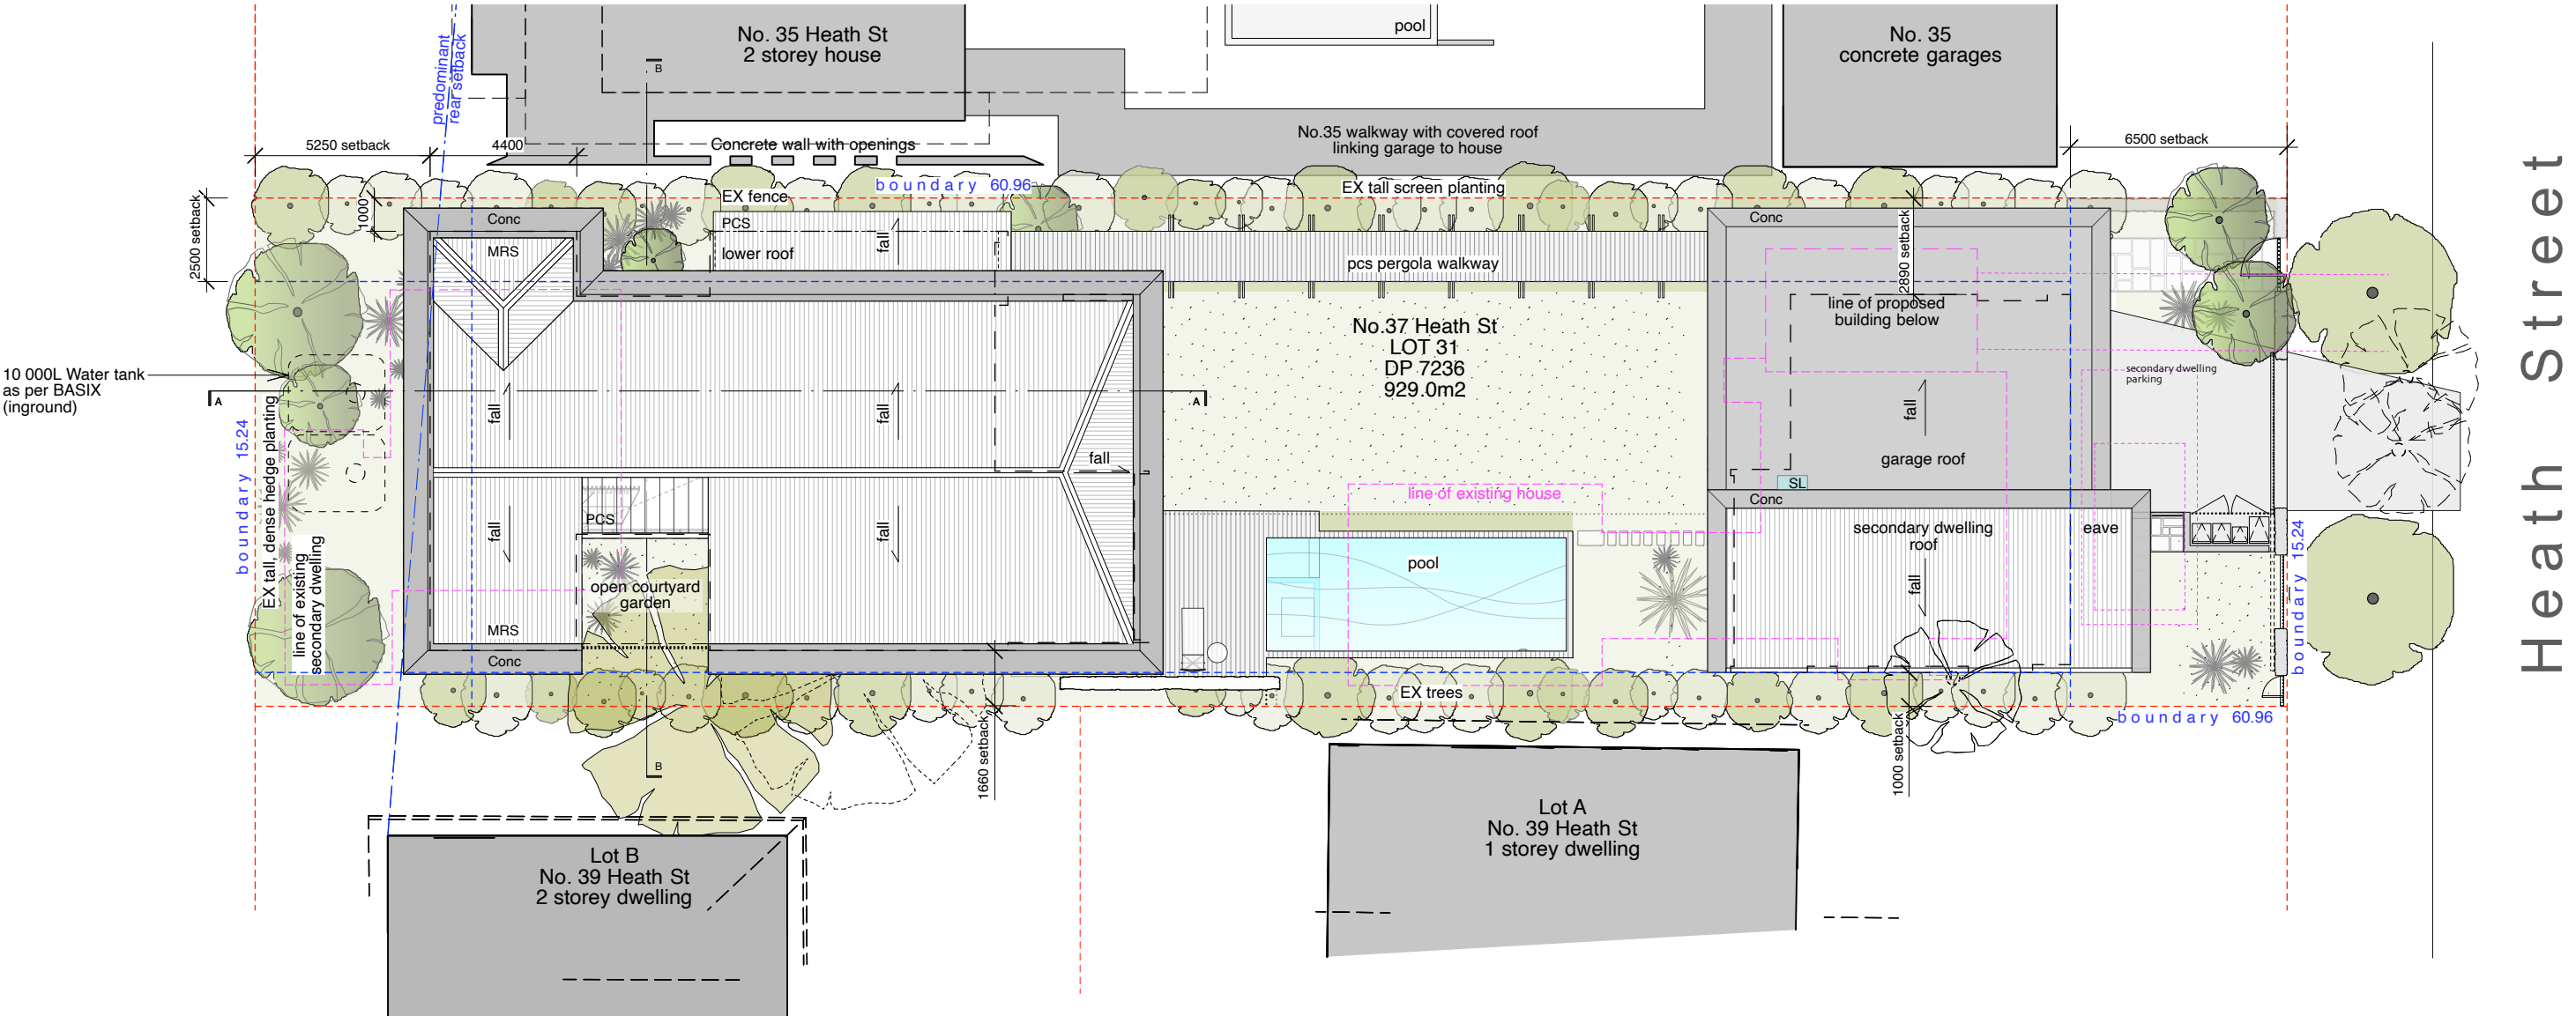 No. 35 Heath St
2 storey house
pool
No. 35
concrete garages
predominant
rear setback
B
5250 setback
4400
Concrete wall with openings
No.35 walkway with covered roof
linking garage to house
6500 setback
boundary 60.96
EX fence
EX tall screen planting
2500 setback
1000
Conc
PCS
fall
Conc
2890 setback
MRS
lower roof
pcs pergola walkway
line of proposed
building below
No.37 Heath St
LOT 31
DP 7236
929.0m2
10 000L Water tank
as per BASIX
(inground)
A
A
fall
fall
fall
secondary dwelling
parking
Heath Street
boundary 15.24
EX tall, dense hedge planting
fall
garage roof
line of existing house
SL
Conc
fall
PCS
fall
secondary dwelling
roof
eave
fall
boundary 15.24
line of existing
secondary dwelling
open courtyard
garden
pool
MRS
Conc
EX trees
boundary 60.96
1660 setback
1000 setback
B
Lot A
No. 39 Heath St
1 storey dwelling
Lot B
No. 39 Heath St
2 storey dwelling